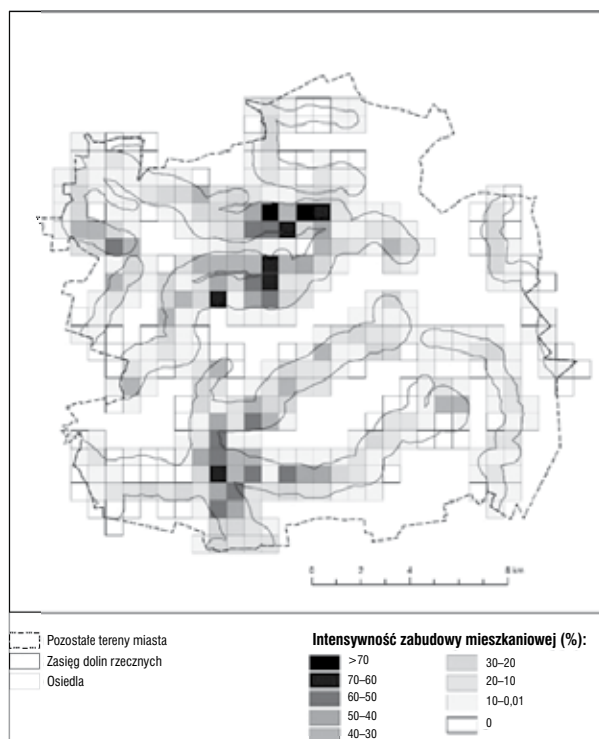 0 2 4 8 km
Pozostałe tereny miasta
Zasięg dolin rzecznych
Osiedla
Intensywność zabudowy mieszkaniowej (%):
>70
70–60
60–50
50–40
40–30
30–20
20–10
10–0,01
0